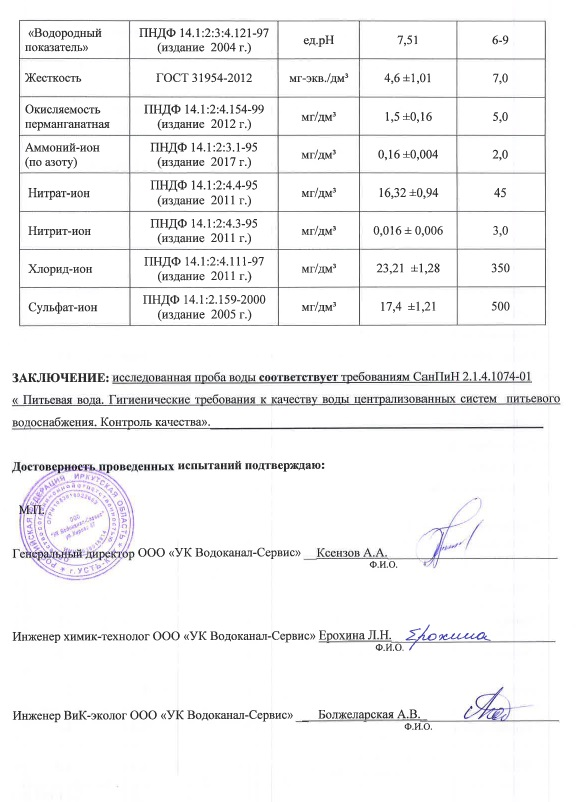 «Водородный показатель» ПНДФ 14.1:2:3:4.121-97 (издание 2004 г.) ед.рН 7,51 6-9
Жесткость ГОСТ 31954-2012 мг-экв./дм³ 4,6 ±1,01 7,0
Окисляемость перманганатная ПНДФ 14.1:2:4.154-99 (издание 2012 г.) мг/дм³ 1,5 ±0,16 5,0
Аммоний-ион (по азоту) ПНДФ 14.1:2:3.1-95 (издание 2017 г.) мг/дм³ 0,16 ±0,004 2,0
Нитрат-ион ПНДФ 14.1:2:4.4-95 (издание 2011 г.) мг/дм³ 16,32 ±0,94 45
Нитрит-ион ПНДФ 14.1:2:4.3-95 (издание 2011 г.) мг/дм³ 0,016 ± 0,006 3,0
Хлорид-ион ПНДФ 14.1:2:4.111-97 (издание 2011 г.) мг/дм³ 23,21 ±1,28 350
Сульфат-ион ПНДФ 14.1:2.159-2000 (издание 2005 г.) мг/дм³ 17,4 ±1,21 500
ЗАКЛЮЧЕНИЕ: исследованная проба воды соответствует требованиям СанПиН 2.1.4.1074-01
« Питьевая вода. Гигиенические требования к качеству воды централизованных систем питьевого
водоснабжения. Контроль качества».
Достоверность проведенных испытаний подтверждаю:
М.П.
РОССИЙСКАЯ ФЕДЕРАЦИЯ ИРКУТСКАЯ ОБЛАСТЬ
ООО
"УК Водоканал-Сервис"
Генеральный директор ООО «УК Водоканал-Сервис» Ксензов А.А.
Ф.И.О.
Инженер химик-технолог ООО «УК Водоканал-Сервис» Ерохина Л.Н. Ерохина
Ф.И.О.
Инженер ВиК-эколог ООО «УК Водоканал-Сервис» Болжеларская А.В.
Ф.И.О.